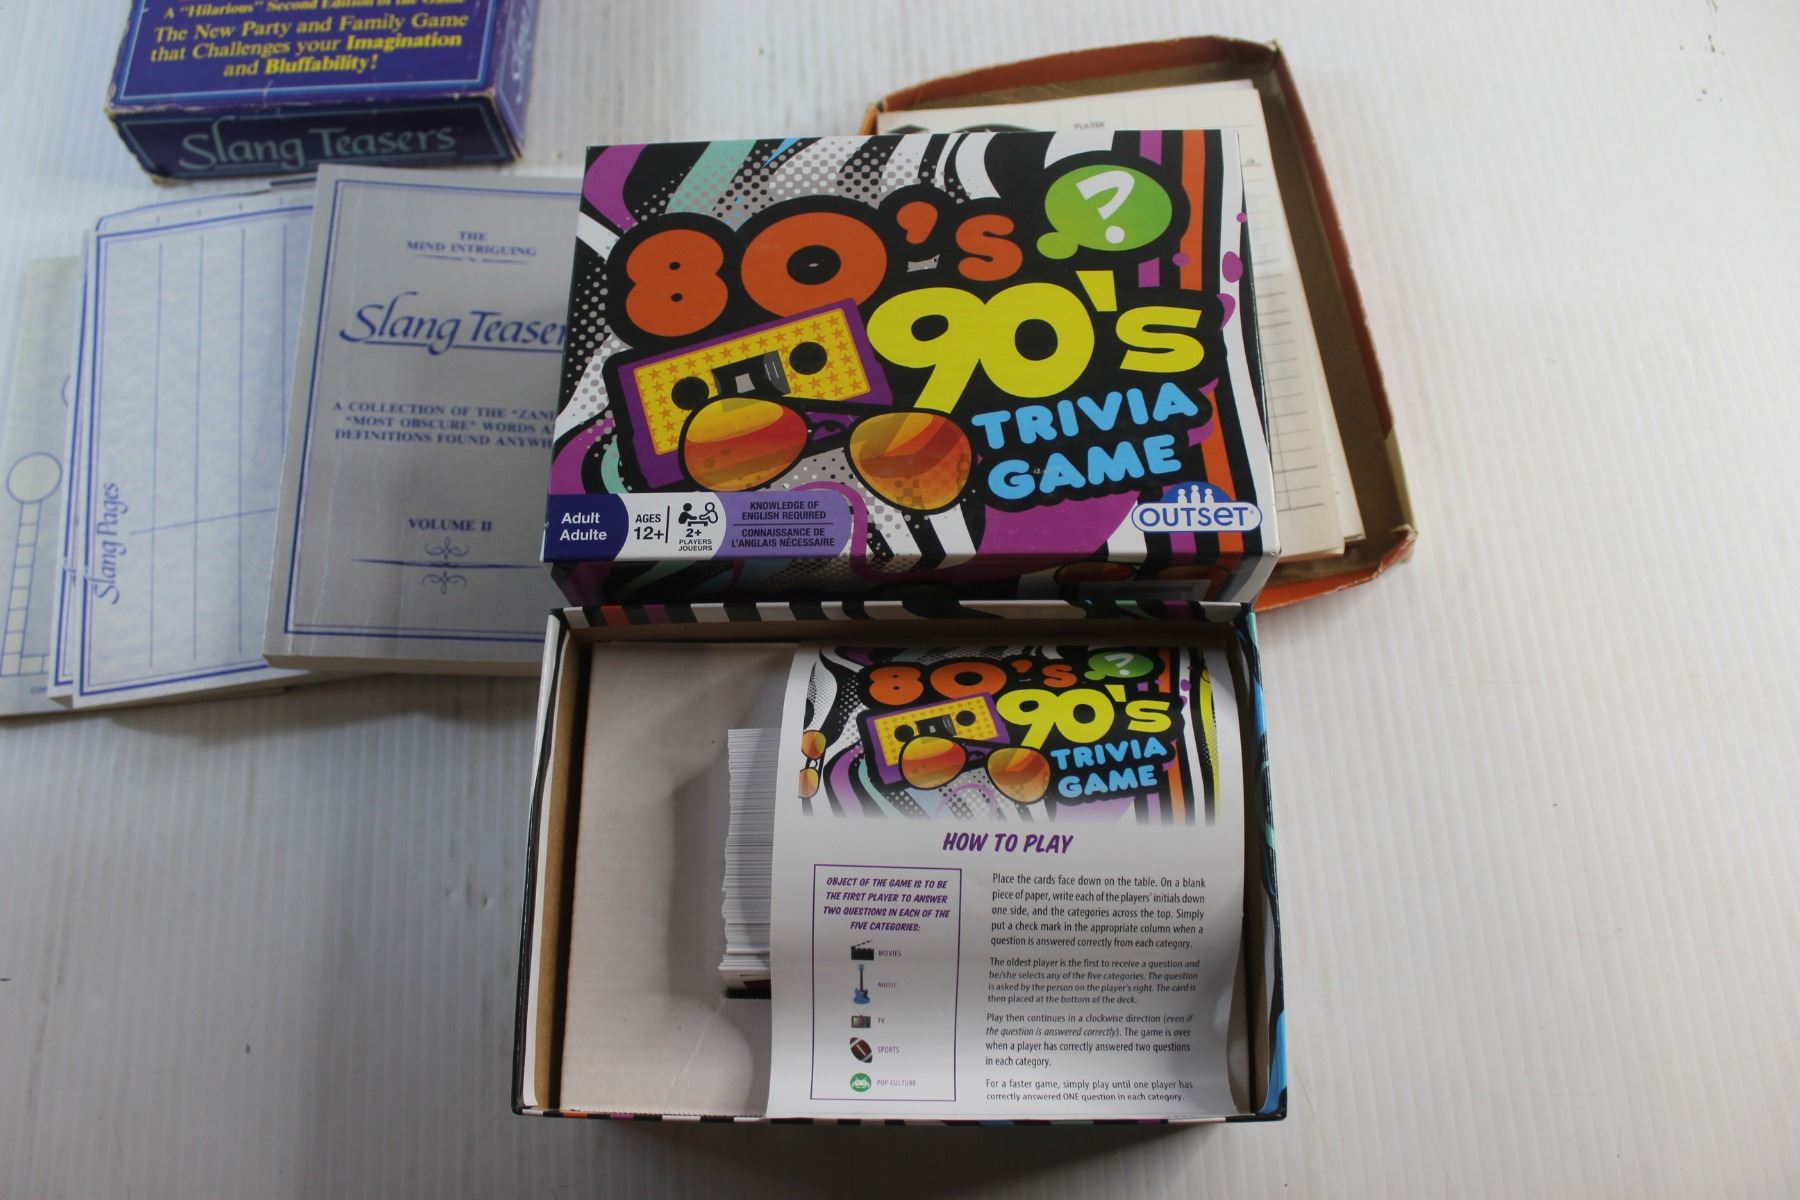 A "Hilarious" Second Edition of the Game
The New Party and Family Game
that Challenges your Imagination
and Bluffability!
Slang Teasers
Slang Pages
THE
MIND INTRIGUING
Slang Teaser
A COLLECTION OF THE "ZANI
"MOST OBSCURE" WORDS A
DEFINITIONS FOUND ANYWH
VOLUME II
PLAYER
80's ?
90's
TRIVIA
GAME
Adult
Adulte
AGES
12+
2+
PLAYERS
JOUEURS
KNOWLEDGE OF
ENGLISH REQUIRED
CONNAISSANCE DE
L'ANGLAIS NÉCESSAIRE
OUTSET
80's ?
90's
TRIVIA
GAME
HOW TO PLAY
OBJECT OF THE GAME IS TO BE
THE FIRST PLAYER TO ANSWER
TWO QUESTIONS IN EACH OF THE
FIVE CATEGORIES:
MOVIES
MUSIC
TV
SPORTS
POP CULTURE
Place the cards face down on the table. On a blank
piece of paper, write each of the players' initials down
one side, and the categories across the top. Simply
put a check mark in the appropriate column when a
question is answered correctly from each category.
The oldest player is the first to receive a question and
he/she selects any of the five categories. The question
is asked by the person on the player's right. The card is
then placed at the bottom of the deck.
Play then continues in a clockwise direction (even if
the question is answered correctly). The game is over
when a player has correctly answered two questions
in each category.
For a faster game, simply play until one player has
correctly answered ONE question in each category.